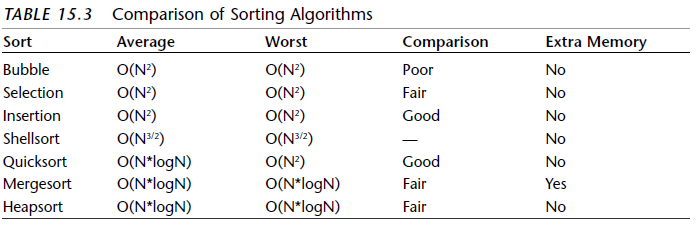 TABLE 15.3 Comparison of Sorting Algorithms
Sort Average Worst Comparison Extra Memory
Bubble O(N²) O(N²) Poor No
Selection O(N²) O(N²) Fair No
Insertion O(N²) O(N²) Good No
Shellsort O(N³/²) O(N³/²) — No
Quicksort O(N*logN) O(N²) Good No
Mergesort O(N*logN) O(N*logN) Fair Yes
Heapsort O(N*logN) O(N*logN) Fair No